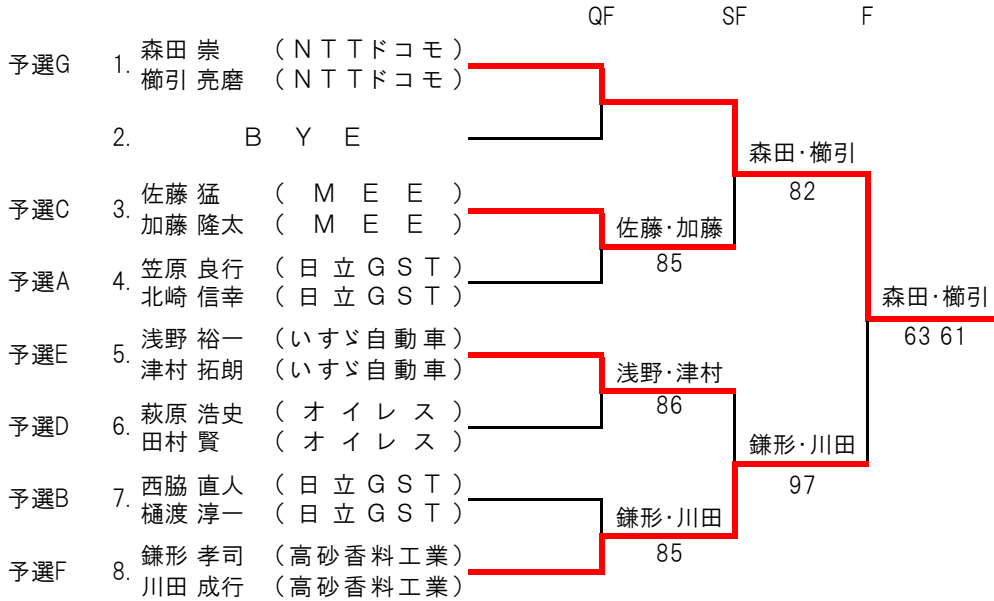 QF SF F
予選G 1. 森田 崇 (NTTドコモ)
櫛引 亮磨 (NTTドコモ)
2. BYE
森田・櫛引
82
予選C 3. 佐藤 猛 (MEE)
加藤 隆太 (MEE)
佐藤・加藤
85
予選A 4. 笠原 良行 (日立GST)
北崎 信幸 (日立GST)
森田・櫛引
63 61
予選E 5. 浅野 裕一 (いすゞ自動車)
津村 拓朗 (いすゞ自動車)
浅野・津村
86
予選D 6. 萩原 浩史 (オイレス)
田村 賢 (オイレス)
鎌形・川田
97
予選B 7. 西脇 直人 (日立GST)
樋渡 淳一 (日立GST)
鎌形・川田
85
予選F 8. 鎌形 孝司 (高砂香料工業)
川田 成行 (高砂香料工業)